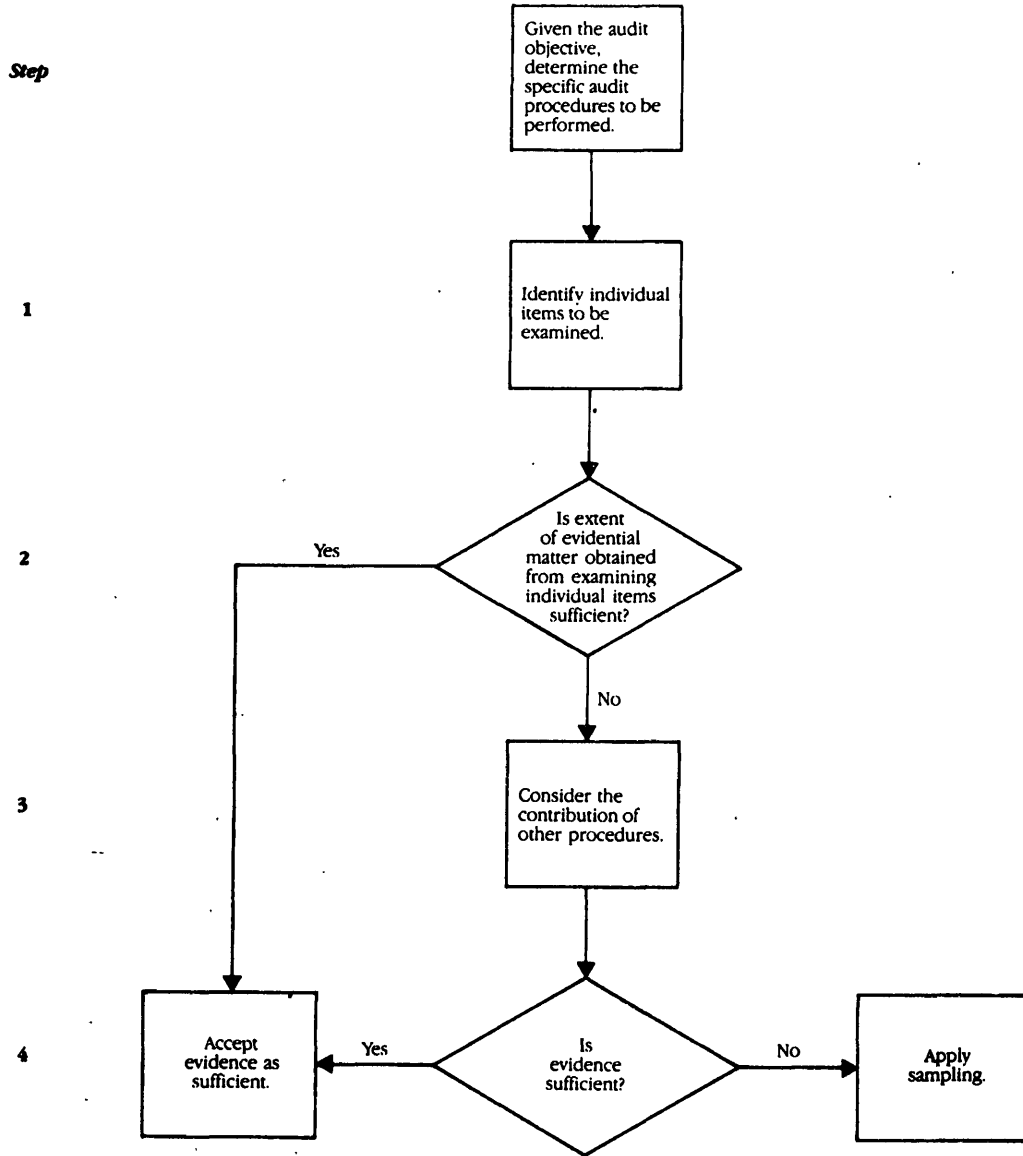 Step
Given the audit
objective,
determine the
specific audit
procedures to be
performed.
1
Identify individual
items to be
examined.
2
Yes
Is extent
of evidential
matter obtained
from examining
individual items
sufficient?
No
3
Consider the
contribution of
other procedures.
4
Accept
evidence as
sufficient.
Yes
Is
evidence
sufficient?
No
Apply
sampling.